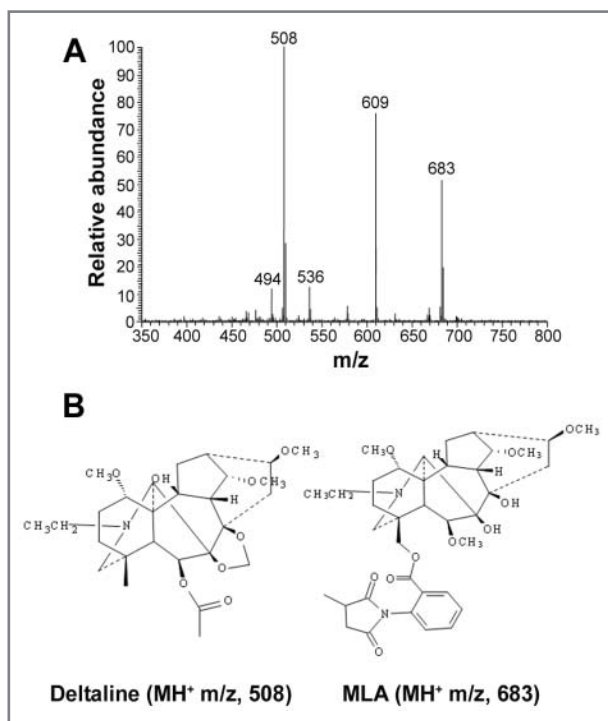 A
Relative abundance
100
90
80
70
60
50
40
30
20
10
0
508
609
683
494
536
350 400 450 500 550 600 650 700 750 800
m/z
B
OCH₃
CH₃O
OH
OCH₃
H
H
CH₃CH₂
N
O
O
O
O
OCH₃
CH₃O
OCH₃
H
H
CH₃CH₂
N
OH
OH
OCH₃
O
O
O
N
O
Deltaline (MH⁺ m/z, 508) MLA (MH⁺ m/z, 683)